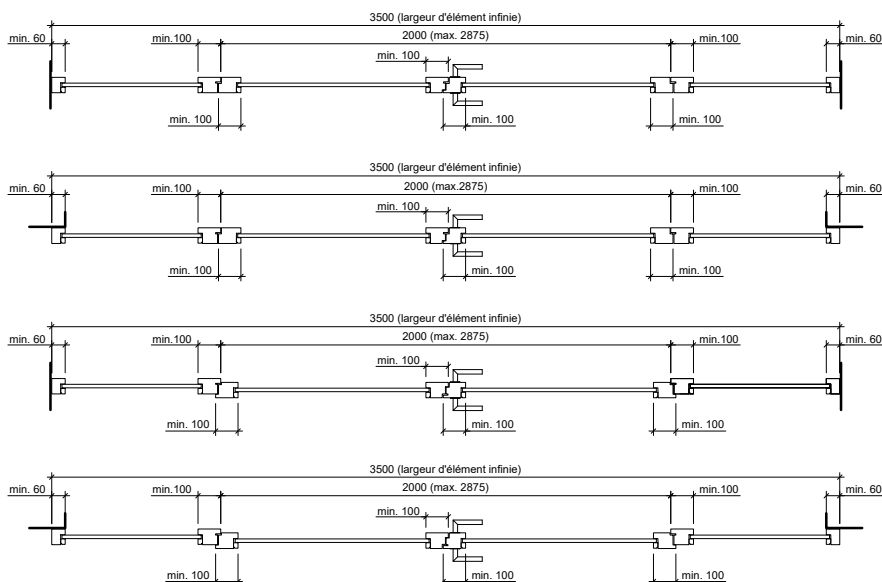 3500 (largeur d'élément infinie)
min. 60 min.100 2000 (max. 2875) min.100 min. 60
min. 100
min. 100 min. 100 min. 100
3500 (largeur d'élément infinie)
min. 60 min.100 2000 (max.2875) min.100 min. 60
min. 100
min. 100 min. 100 min. 100
3500 (largeur d'élément infinie)
min. 60 min.100 2000 (max. 2875) min.100 min. 60
min. 100
min. 100 min. 100 min. 100
3500 (largeur d'élément infinie)
min. 60 min.100 2000 (max. 2875) min.100 min. 60
min. 100
min. 100 min. 100 min. 100